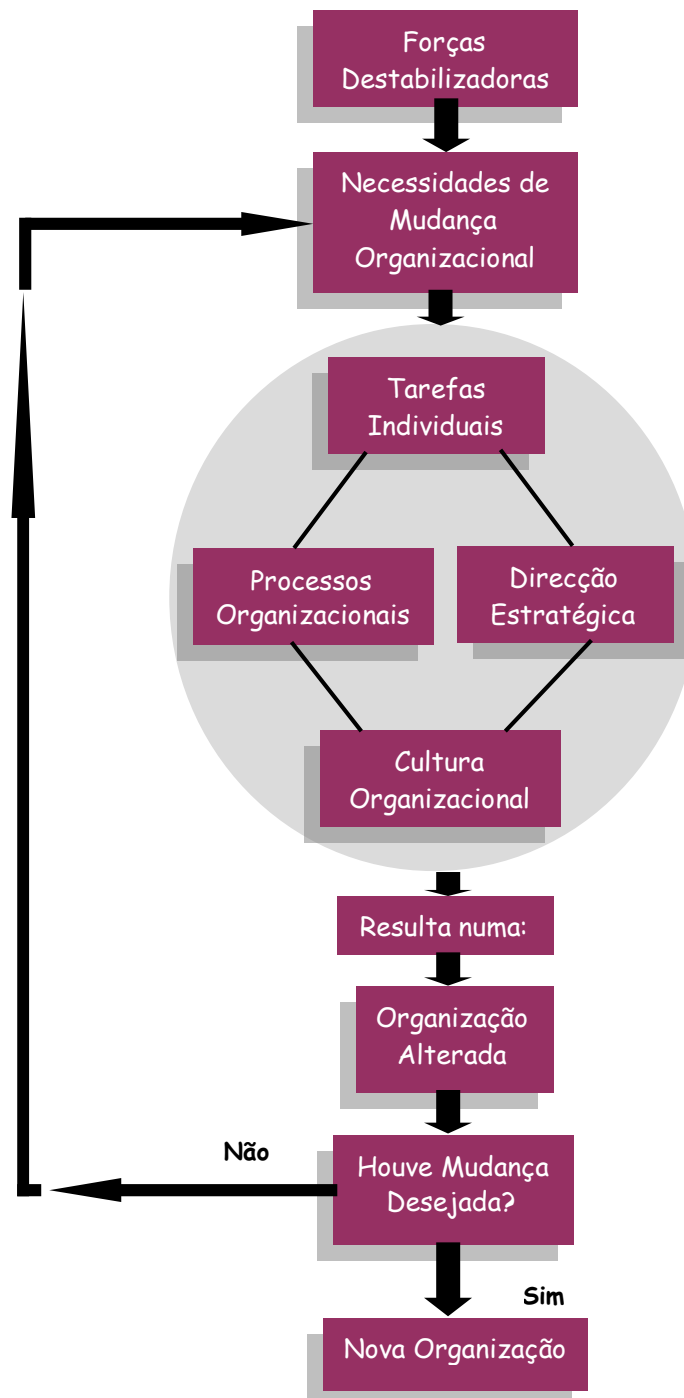 Forças
Destabilizadoras
Necessidades de
Mudança
Organizacional
Tarefas
Individuais
Processos
Organizacionais
Direcção
Estratégica
Cultura
Organizacional
Resulta numa:
Organização
Alterada
Não
Houve Mudança
Desejada?
Sim
Nova Organização